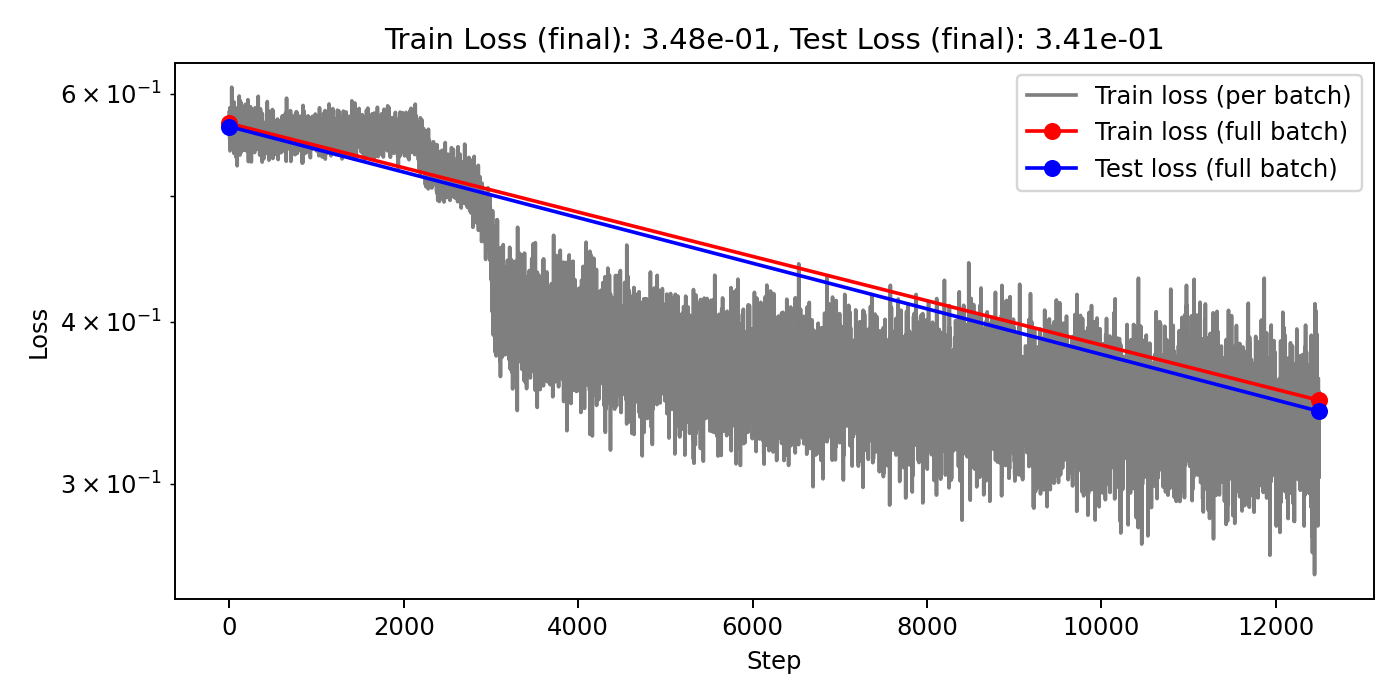 Train Loss (final): 3.48e-01, Test Loss (final): 3.41e-01
6 × 10⁻¹
4 × 10⁻¹
3 × 10⁻¹
Loss
Train loss (per batch)
Train loss (full batch)
Test loss (full batch)
0 2000 4000 6000 8000 10000 12000
Step